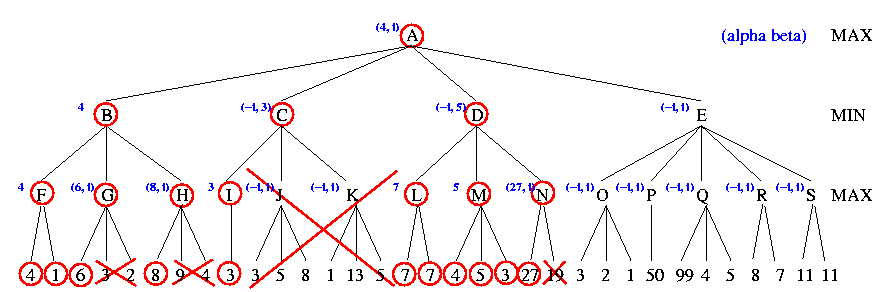 (4, 1) A (alpha beta) MAX
4 B (–1, 3) C (–1, 5) D (–1, 1) E MIN
4 F (6, 1) G (8, 1) H 3 I (–1, 1) J (–1, 1) K 7 L 5 M (27, 1) N (–1, 1) O (–1, 1) P (–1, 1) Q (–1, 1) R (–1, 1) S MAX
4 1 6 3 2 8 9 4 3 3 5 8 1 13 5 7 7 4 5 3 27 19 3 2 1 50 99 4 5 8 7 11 11